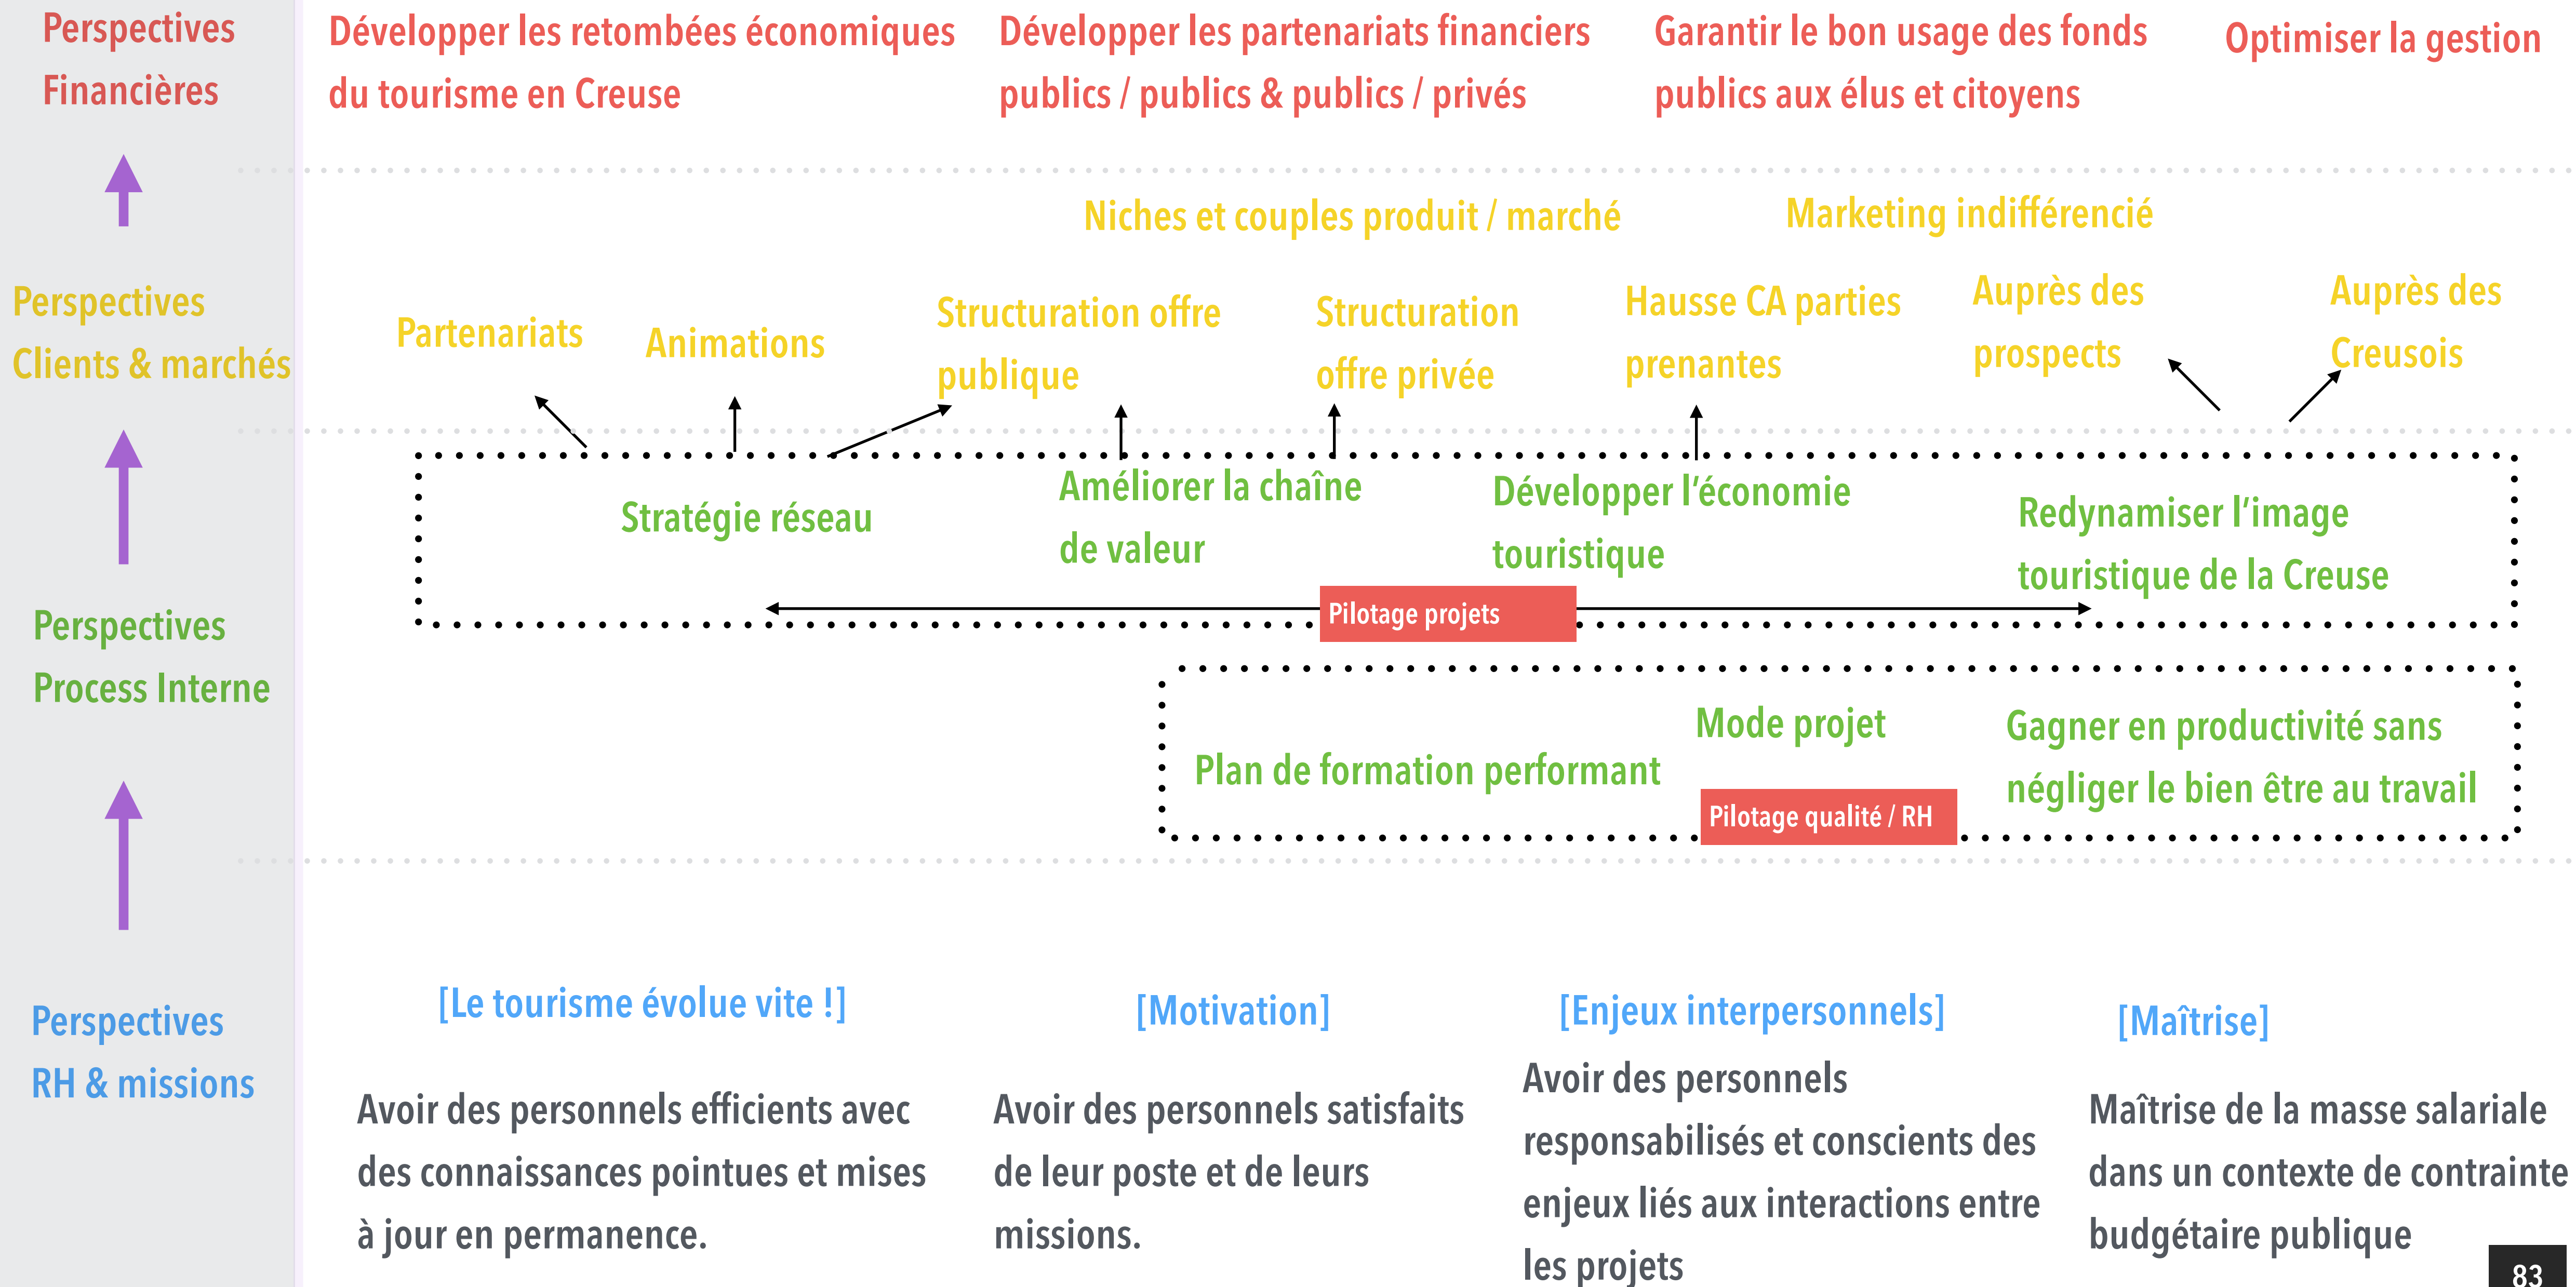 Perspectives
Financières
Développer les retombées économiques
du tourisme en Creuse
Développer les partenariats financiers
publics / publics & publics / privés
Garantir le bon usage des fonds
publics aux élus et citoyens
Optimiser la gestion
Perspectives
Clients & marchés
Niches et couples produit / marché
Marketing indifférencié
Partenariats
Animations
Structuration offre
publique
Structuration
offre privée
Hausse CA parties
prenantes
Auprès des
prospects
Auprès des
Creusois
Perspectives
Process Interne
Stratégie réseau
Améliorer la chaîne
de valeur
Développer l’économie
touristique
Redynamiser l’image
touristique de la Creuse
Pilotage projets
Plan de formation performant
Mode projet
Gagner en productivité sans
négliger le bien être au travail
Pilotage qualité / RH
Perspectives
RH & missions
[Le tourisme évolue vite !]
Avoir des personnels efficients avec
des connaissances pointues et mises
à jour en permanence.
[Motivation]
Avoir des personnels satisfaits
de leur poste et de leurs
missions.
[Enjeux interpersonnels]
Avoir des personnels
responsabilisés et conscients des
enjeux liés aux interactions entre
les projets
[Maîtrise]
Maîtrise de la masse salariale
dans un contexte de contrainte
budgétaire publique
83